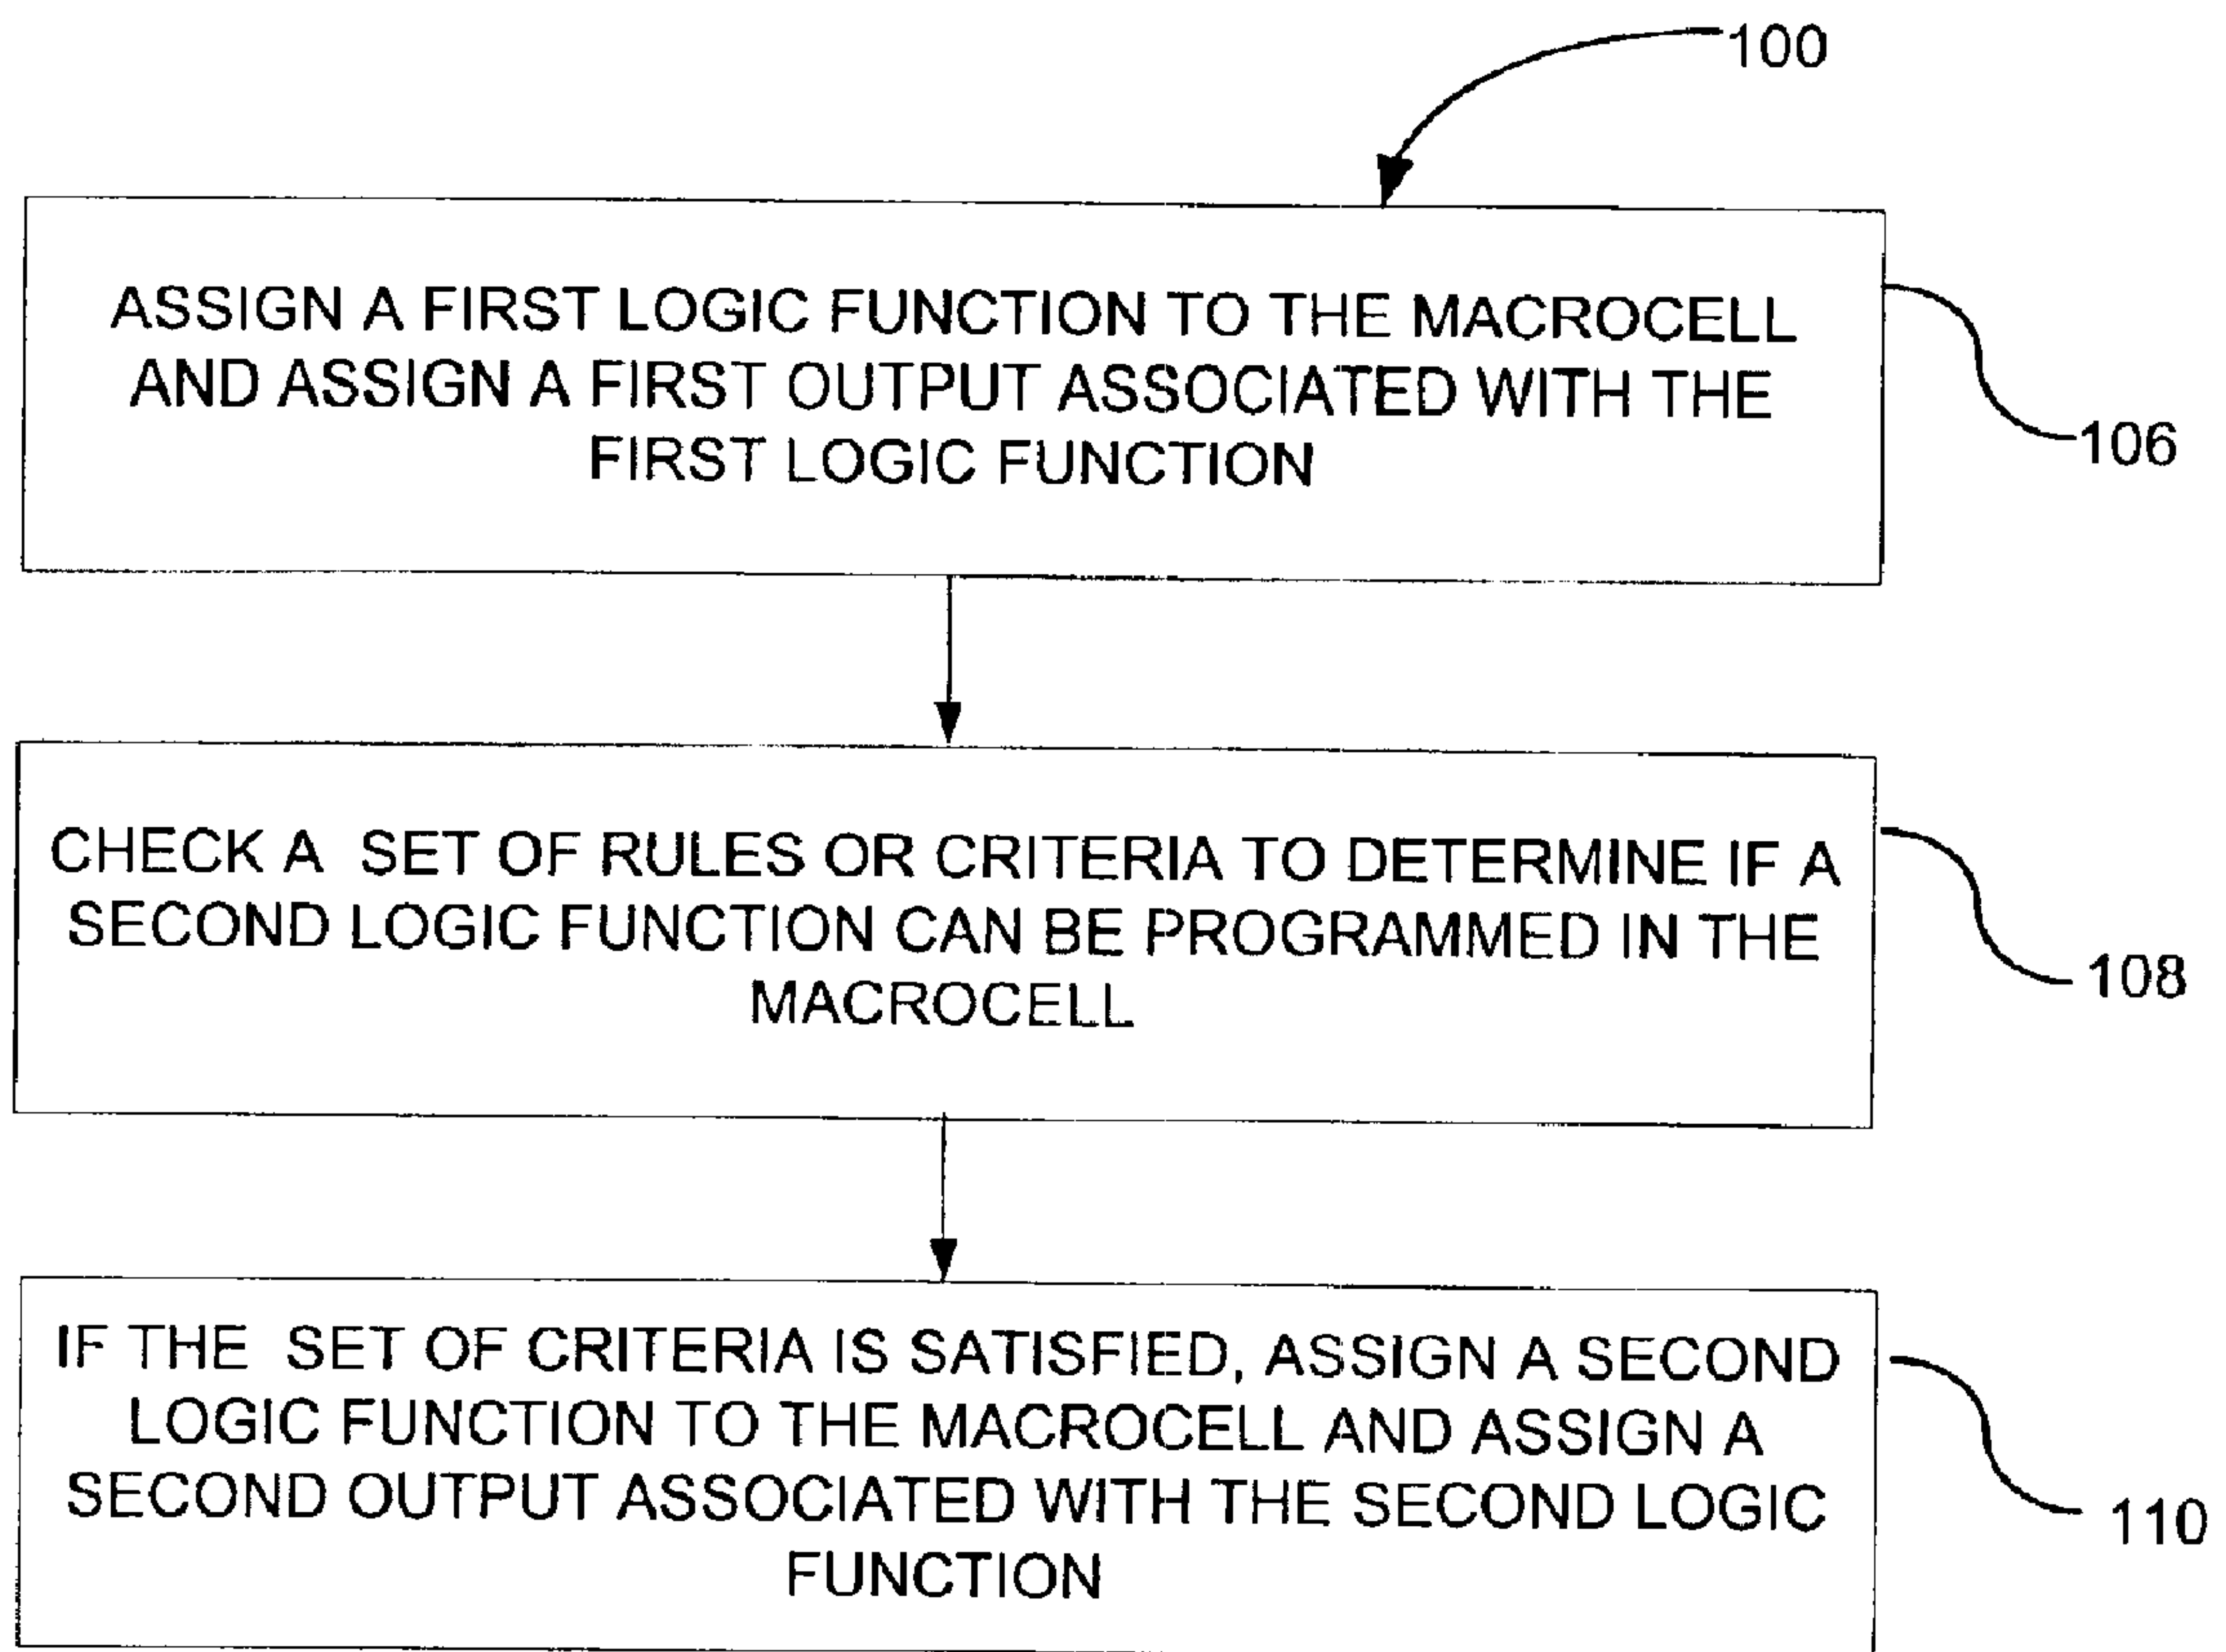 100
ASSIGN A FIRST LOGIC FUNCTION TO THE MACROCELL
AND ASSIGN A FIRST OUTPUT ASSOCIATED WITH THE
FIRST LOGIC FUNCTION
106
CHECK A SET OF RULES OR CRITERIA TO DETERMINE IF A
SECOND LOGIC FUNCTION CAN BE PROGRAMMED IN THE
MACROCELL
108
IF THE SET OF CRITERIA IS SATISFIED, ASSIGN A SECOND
LOGIC FUNCTION TO THE MACROCELL AND ASSIGN A
SECOND OUTPUT ASSOCIATED WITH THE SECOND LOGIC
FUNCTION
110